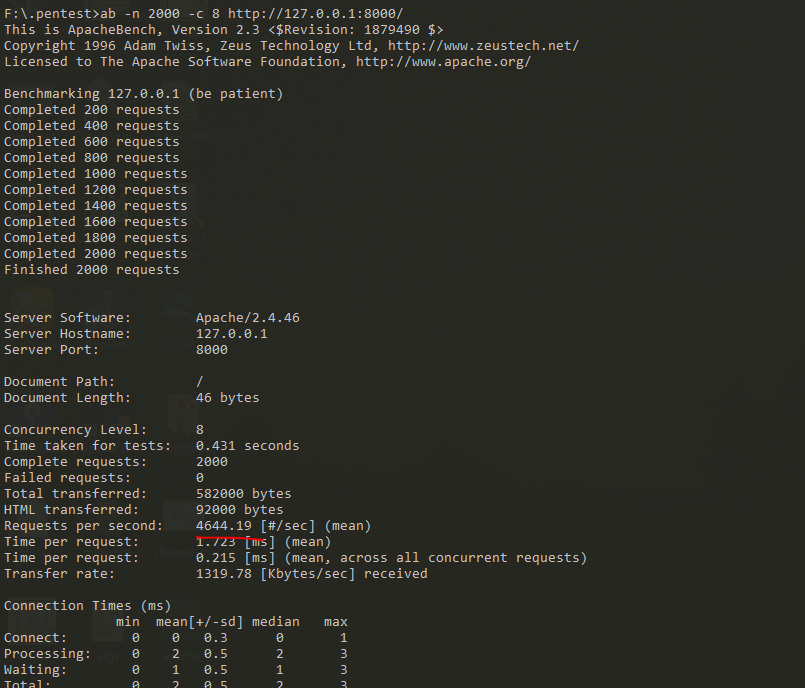 F:\.pentest>ab -n 2000 -c 8 http://127.0.0.1:8000/
This is ApacheBench, Version 2.3 <$Revision: 1879490 $>
Copyright 1996 Adam Twiss, Zeus Technology Ltd, http://www.zeustech.net/
Licensed to The Apache Software Foundation, http://www.apache.org/
Benchmarking 127.0.0.1 (be patient)
Completed 200 requests
Completed 400 requests
Completed 600 requests
Completed 800 requests
Completed 1000 requests
Completed 1200 requests
Completed 1400 requests
Completed 1600 requests
Completed 1800 requests
Completed 2000 requests
Finished 2000 requests
Server Software: Apache/2.4.46
Server Hostname: 127.0.0.1
Server Port: 8000
Document Path: /
Document Length: 46 bytes
Concurrency Level: 8
Time taken for tests: 0.431 seconds
Complete requests: 2000
Failed requests: 0
Total transferred: 582000 bytes
HTML transferred: 92000 bytes
Requests per second: 4644.19 [#/sec] (mean)
Time per request: 1.723 [ms] (mean)
Time per request: 0.215 [ms] (mean, across all concurrent requests)
Transfer rate: 1319.78 [Kbytes/sec] received
Connection Times (ms)
min mean[+/-sd] median max
Connect: 0 0 0.3 0 1
Processing: 0 2 0.5 2 3
Waiting: 0 1 0.5 1 3
Total: 0 2 0.5 2 3